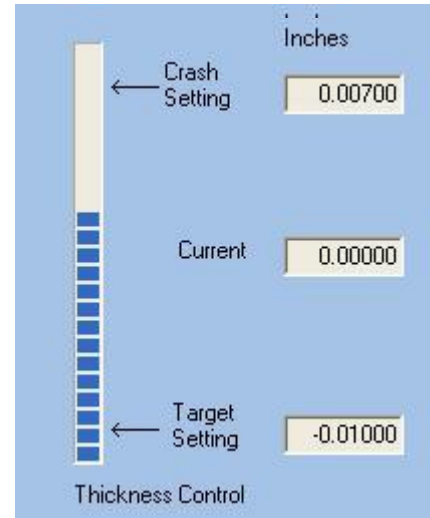 Inches
Crash
Setting
0.00700
Current
0.00000
Target
Setting
-0.01000
Thickness Control